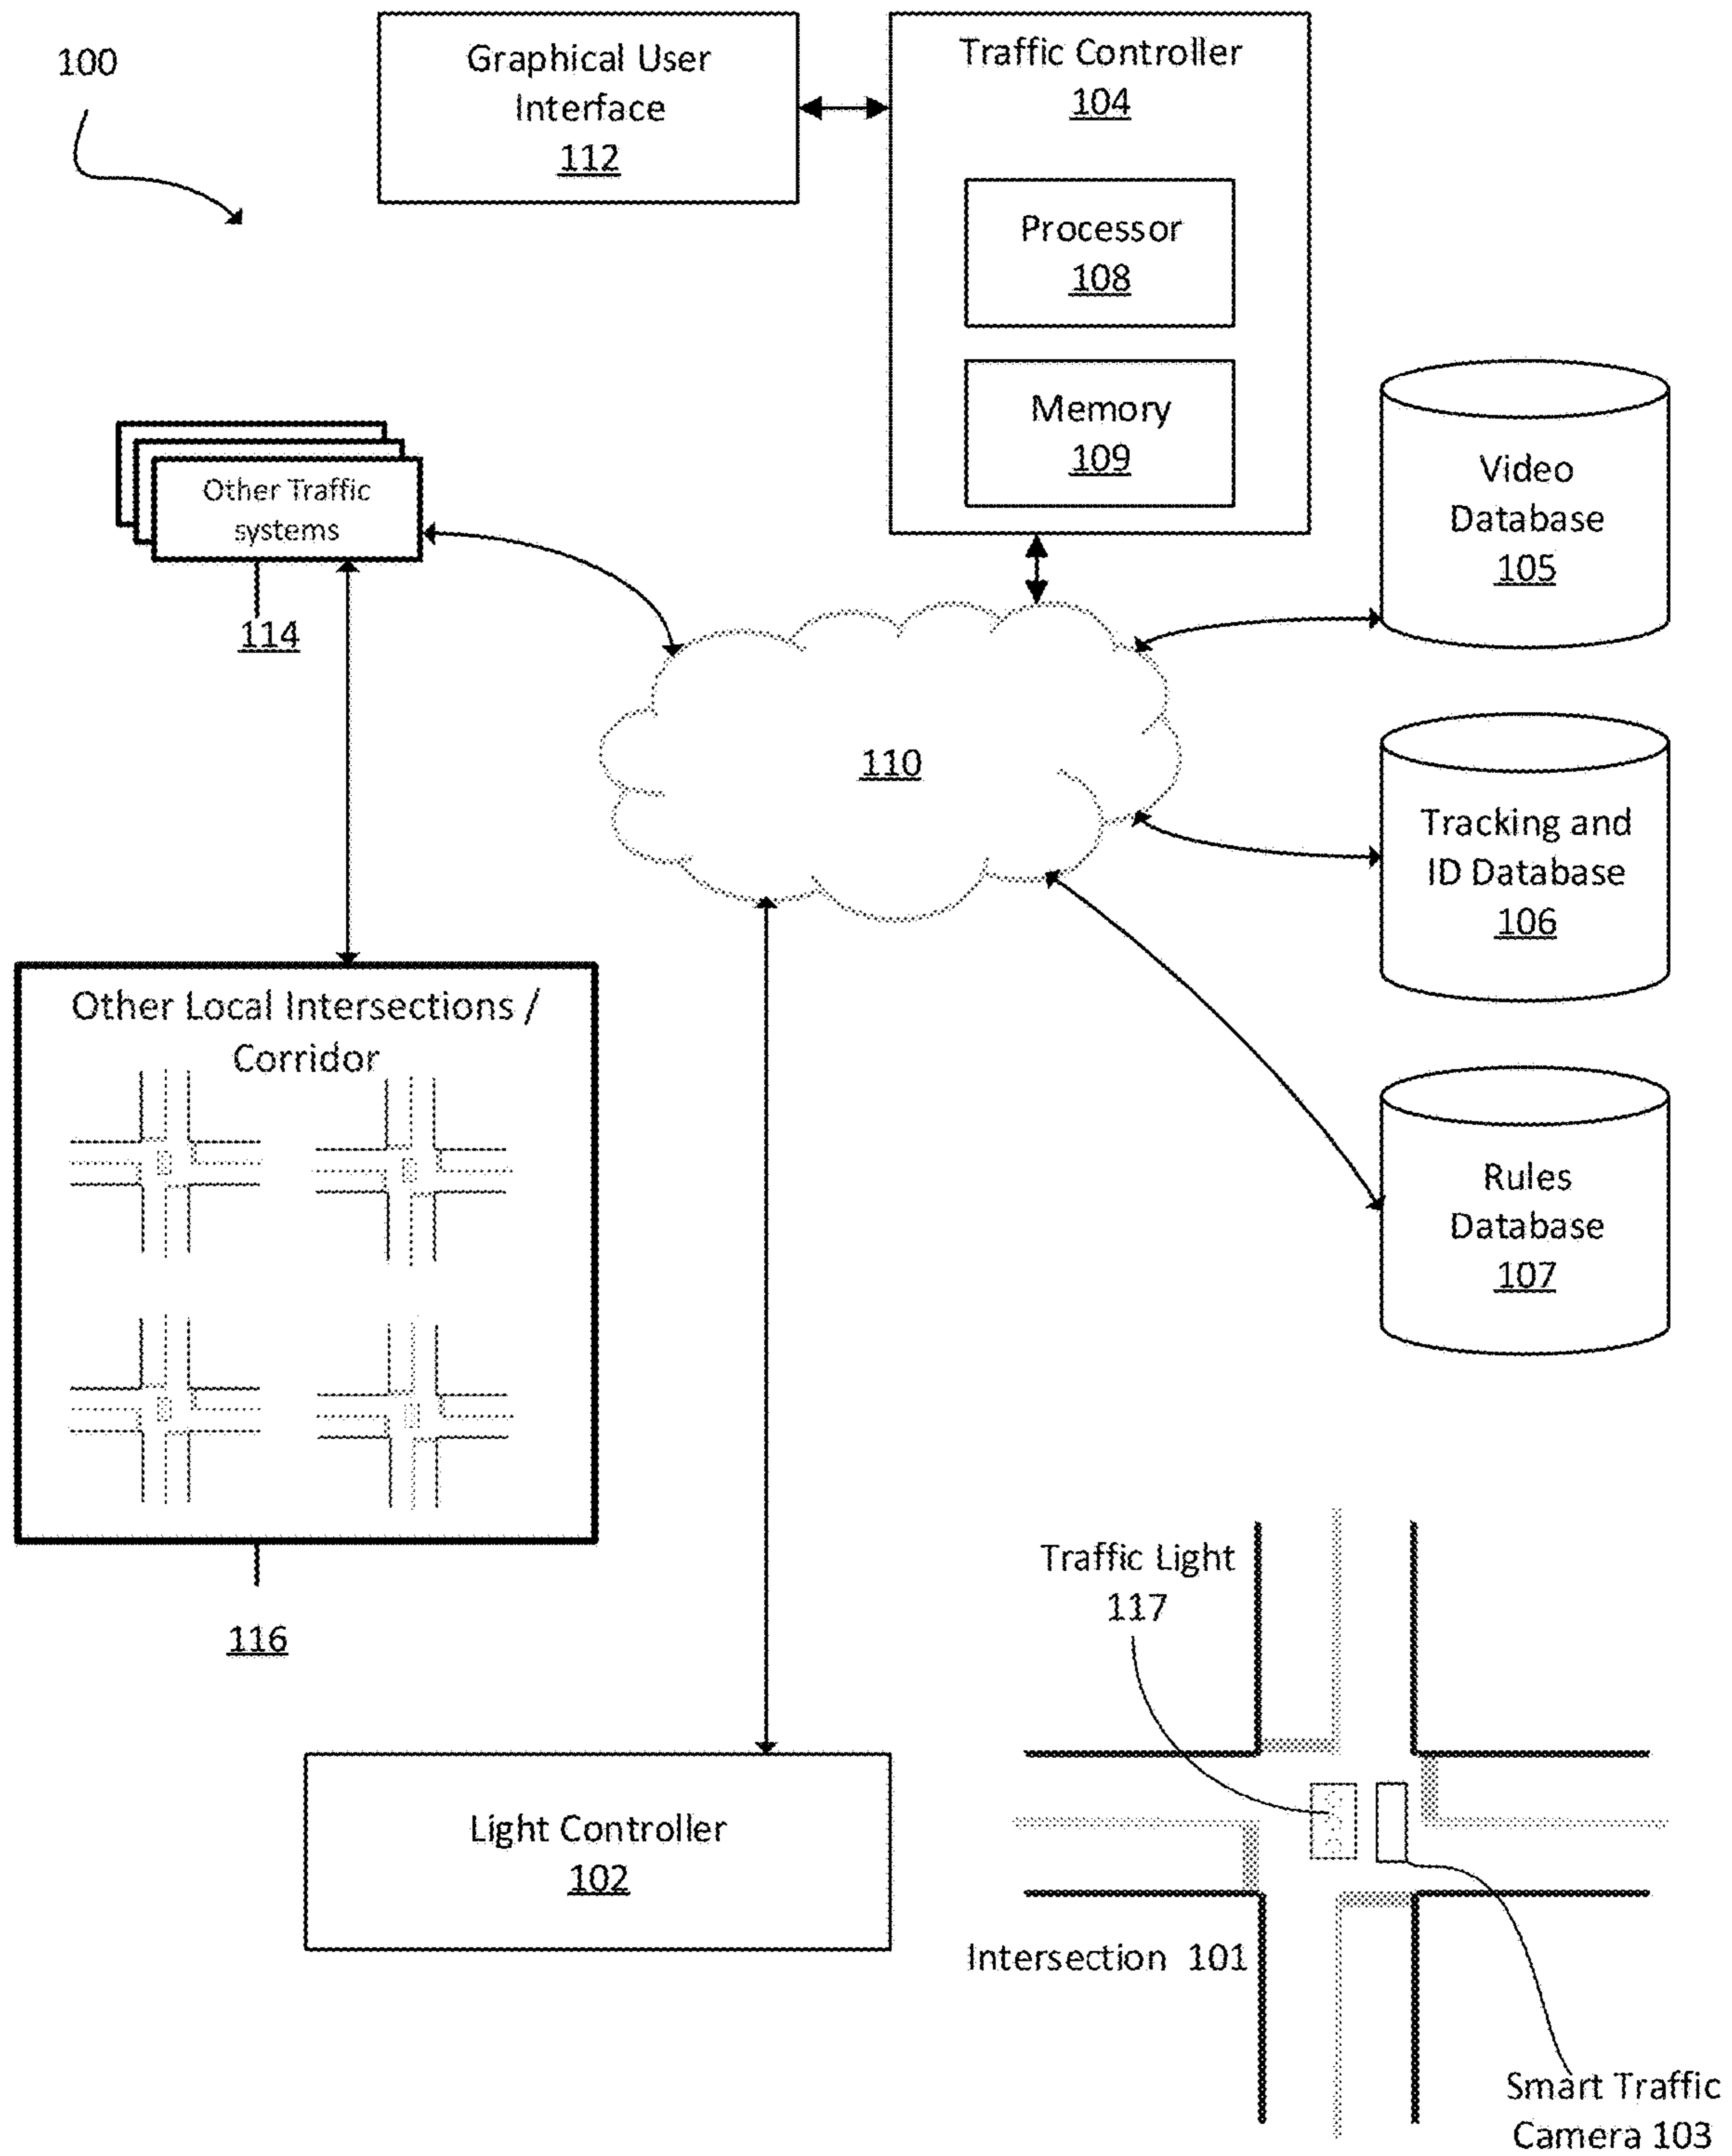 100
Graphical User
Interface
112
Traffic Controller
104
Processor
108
Memory
109
Other Traffic
systems
114
Video
Database
105
110
Tracking and
ID Database
106
Other Local Intersections /
Corridor
116
Rules
Database
107
Traffic Light
117
Light Controller
102
Intersection 101
Smart Traffic
Camera 103